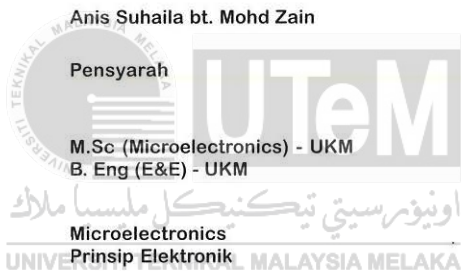 Anis Suhaila bt. Mohd Zain
Pensyarah
UTeM
M.Sc (Microelectronics) - UKM
B. Eng (E&E) - UKM
اونيۏرسيتي تيكنيكل مليسيا ملاك
Microelectronics
UNIVERSITI TEKNIKAL MALAYSIA MELAKA
Prinsip Elektronik